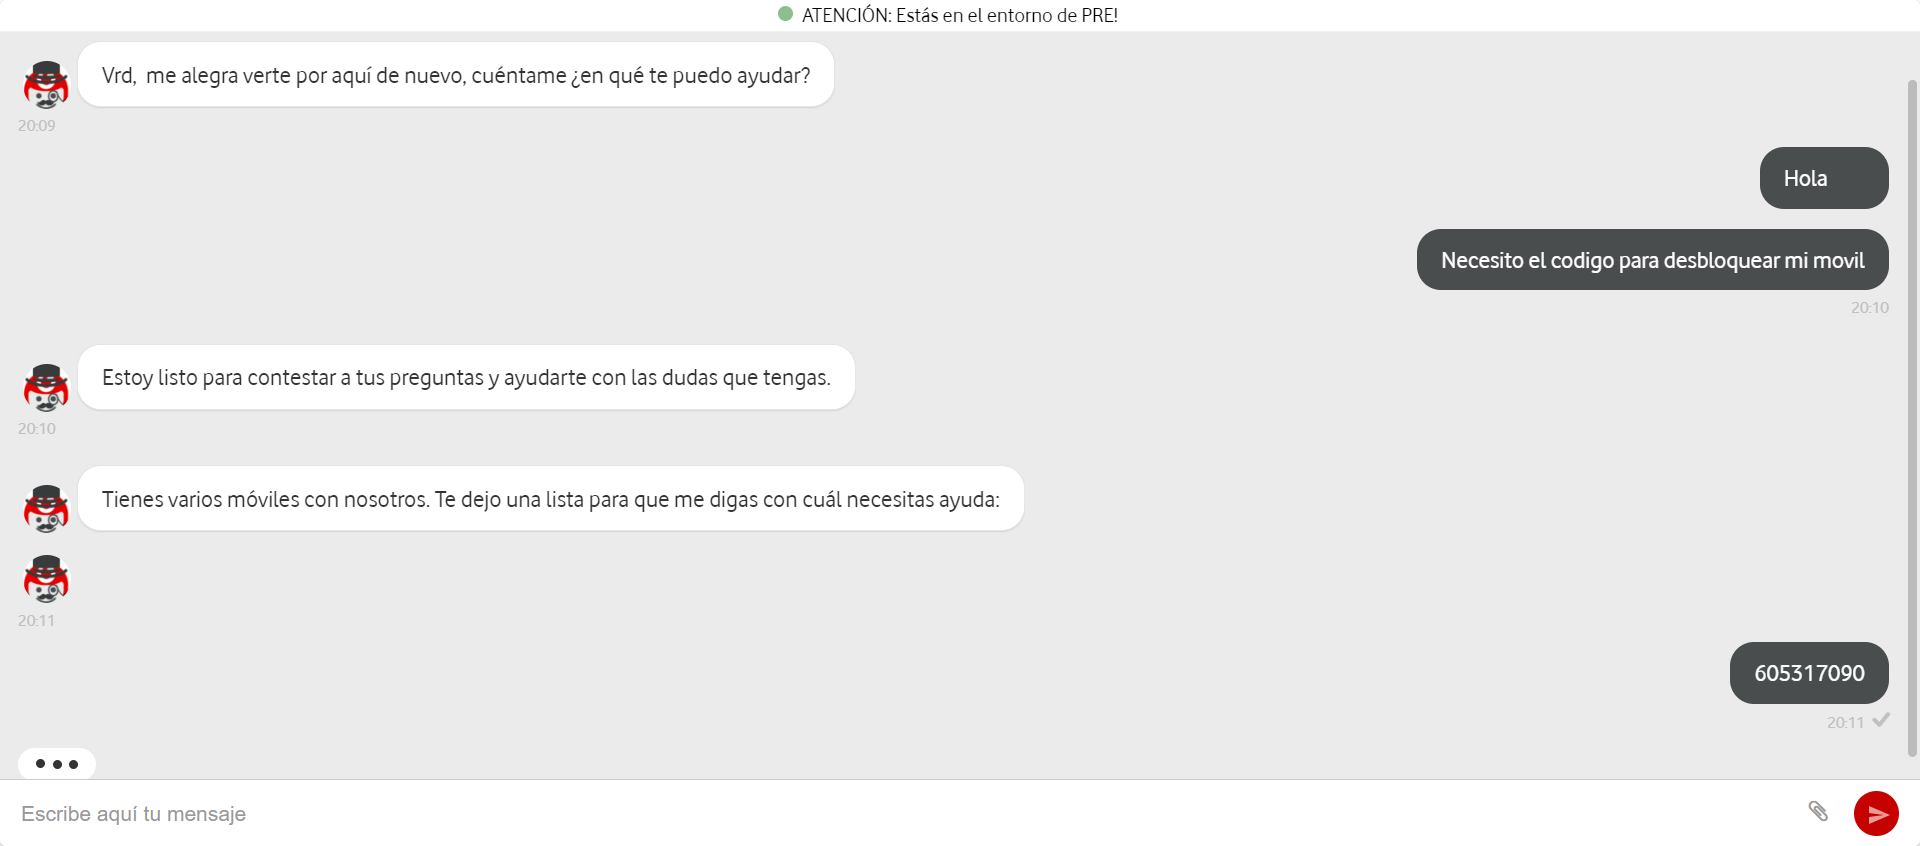 ATENCIÓN: Estás en el entorno de PRE!
Vrd,  me alegra verte por aquí de nuevo, cuéntame ¿en qué te puedo ayudar?
20:09
Hola
Necesito el codigo para desbloquear mi movil
20:10
Estoy listo para contestar a tus preguntas y ayudarte con las dudas que tengas.
20:10
Tienes varios móviles con nosotros. Te dejo una lista para que me digas con cuál necesitas ayuda:
20:11
605317090
20:11
Escribe aquí tu mensaje